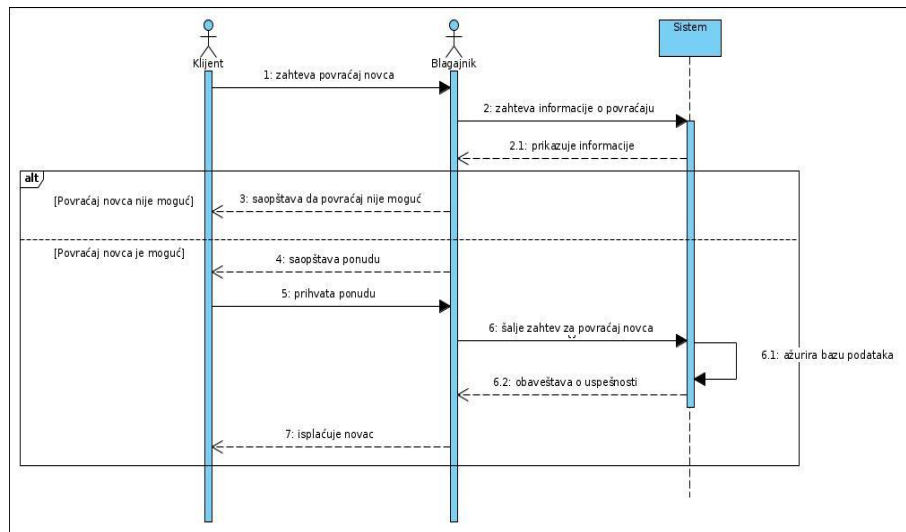 Sistem
Klijent
Blagajnik
1: zahteva povraćaj novca
2: zahteva informacije o povraćaju
2.1: prikazuje informacije
alt
[Povraćaj novca nije moguć]
3: saopštava da povraćaj nije moguć
[Povraćaj novca je moguć]
4: saopštava ponudu
5: prihvata ponudu
6: šalje zahtev za povraćaj novca
6.1: ažurira bazu podataka
6.2: obaveštava o uspešnosti
7: isplaćuje novac